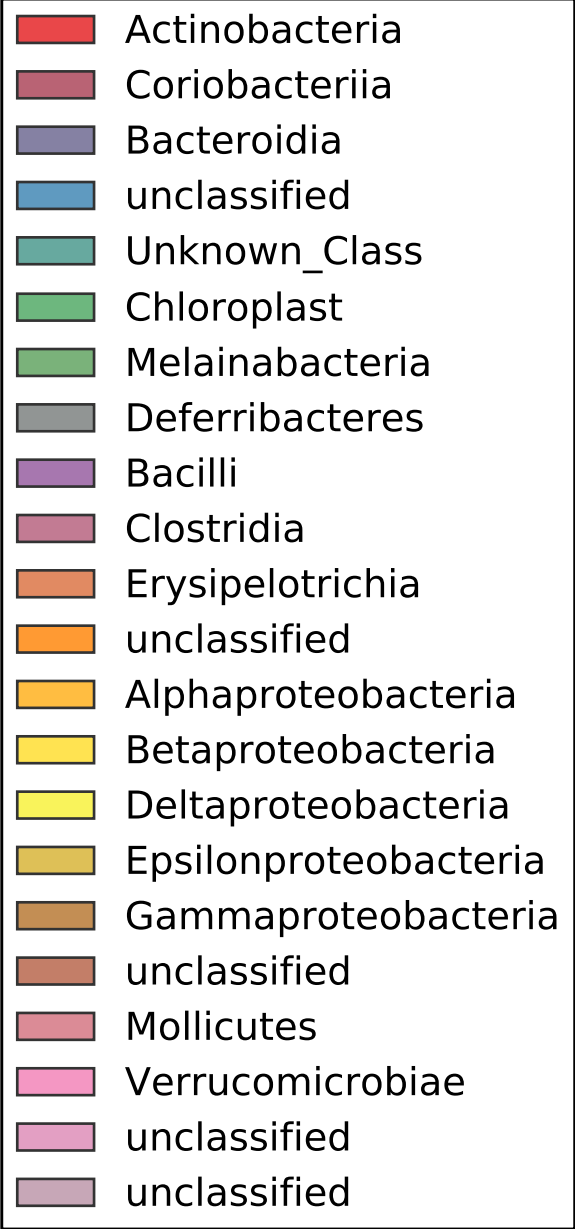 Actinobacteria
Coriobacteriia
Bacteroidia
unclassified
Unknown_Class
Chloroplast
Melainabacteria
Deferribacteres
Bacilli
Clostridia
Erysipelotrichia
unclassified
Alphaproteobacteria
Betaproteobacteria
Deltaproteobacteria
Epsilonproteobacteria
Gammaproteobacteria
unclassified
Mollicutes
Verrucomicrobiae
unclassified
unclassified